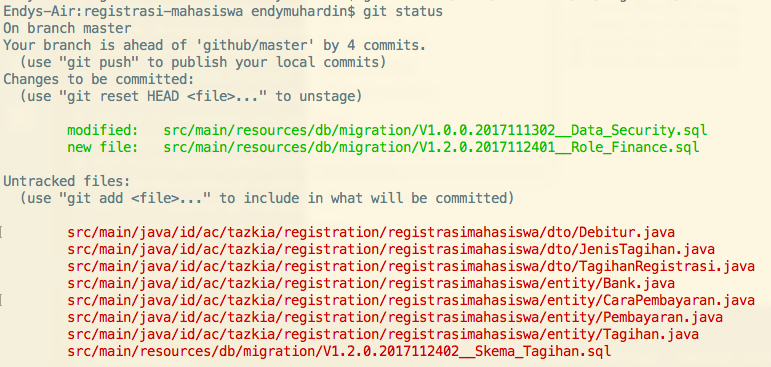 Endys-Air:registrasi-mahasiswa endymuhardin$ git status
On branch master
Your branch is ahead of 'github/master' by 4 commits.
  (use "git push" to publish your local commits)
Changes to be committed:
  (use "git reset HEAD <file>..." to unstage)

        modified:   src/main/resources/db/migration/V1.0.0.2017111302__Data_Security.sql
        new file:   src/main/resources/db/migration/V1.2.0.2017112401__Role_Finance.sql

Untracked files:
  (use "git add <file>..." to include in what will be committed)

        src/main/java/id/ac/tazkia/registration/registrasimahasiswa/dto/Debitur.java
        src/main/java/id/ac/tazkia/registration/registrasimahasiswa/dto/JenisTagihan.java
        src/main/java/id/ac/tazkia/registration/registrasimahasiswa/dto/TagihanRegistrasi.java
        src/main/java/id/ac/tazkia/registration/registrasimahasiswa/entity/Bank.java
        src/main/java/id/ac/tazkia/registration/registrasimahasiswa/entity/CaraPembayaran.java
        src/main/java/id/ac/tazkia/registration/registrasimahasiswa/entity/Pembayaran.java
        src/main/java/id/ac/tazkia/registration/registrasimahasiswa/entity/Tagihan.java
        src/main/resources/db/migration/V1.2.0.2017112402__Skema_Tagihan.sql